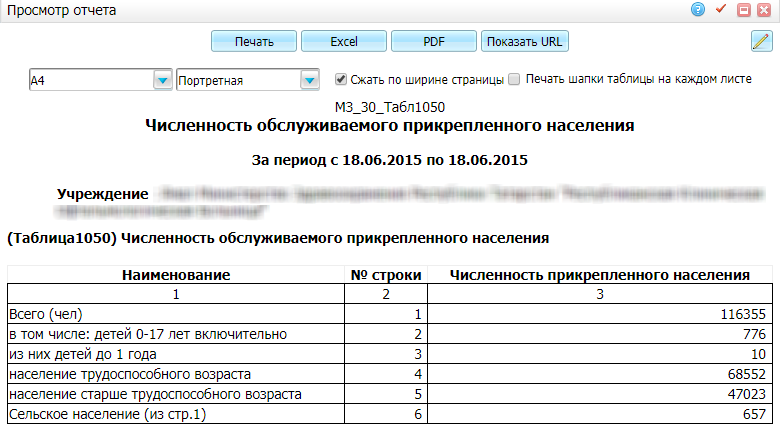 Просмотр отчета
Печать Excel PDF Показать URL
A4 Портретная Сжать по ширине страницы Печать шапки таблицы на каждом листе
МЗ_30_Табл1050
Численность обслуживаемого прикрепленного населения
За период с 18.06.2015 по 18.06.2015
Учреждение
(Таблица1050) Численность обслуживаемого прикрепленного населения
Наименование № строки Численность прикрепленного населения
1 2 3
Всего (чел) 1 116355
в том числе: детей 0-17 лет включительно 2 776
из них детей до 1 года 3 10
население трудоспособного возраста 4 68552
население старше трудоспособного возраста 5 47023
Сельское население (из стр.1) 6 657